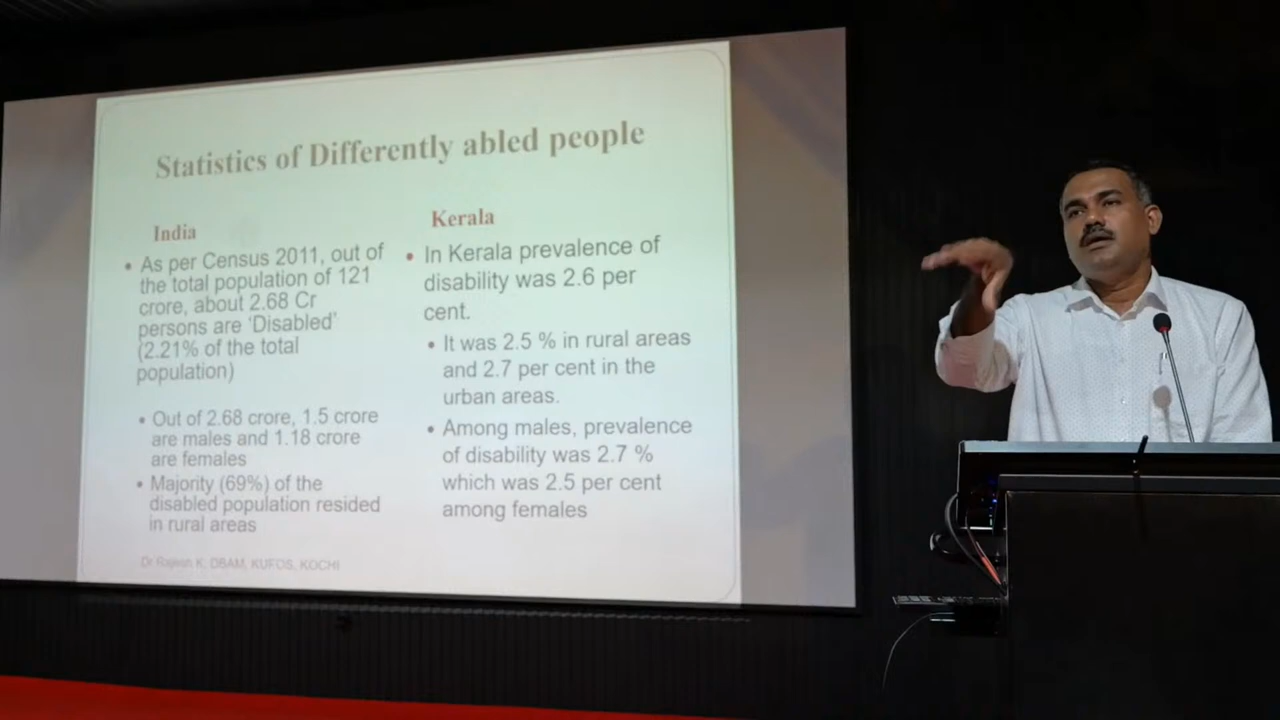 Statistics of Differently abled people
India
• As per Census 2011, out of
the total population of 121
crore, about 2.68 Cr
persons are 'Disabled'
(2.21% of the total
population)
• Out of 2.68 crore, 1.5 crore
are males and 1.18 crore
are females
• Majority (69%) of the
disabled population resided
in rural areas
Kerala
• In Kerala prevalence of
disability was 2.6 per
cent.
• It was 2.5 % in rural areas
and 2.7 per cent in the
urban areas.
• Among males, prevalence
of disability was 2.7 %
which was 2.5 per cent
among females
Dr Rajesh K, DBAM, KUFOS, KOCHI